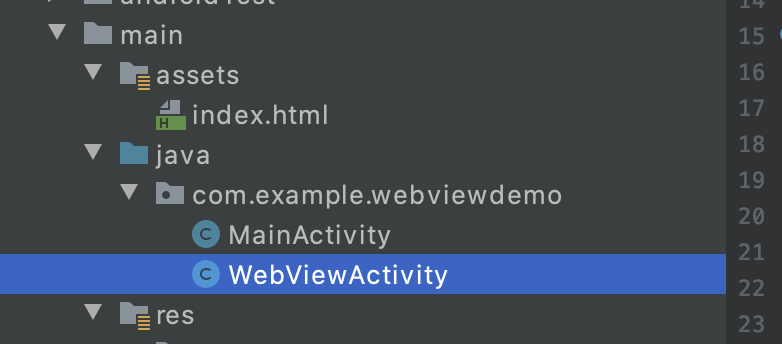 androidTest
main
assets
index.html
java
com.example.webviewdemo
MainActivity
WebViewActivity
res
14
15
16
17
18
19
20
21
22
23